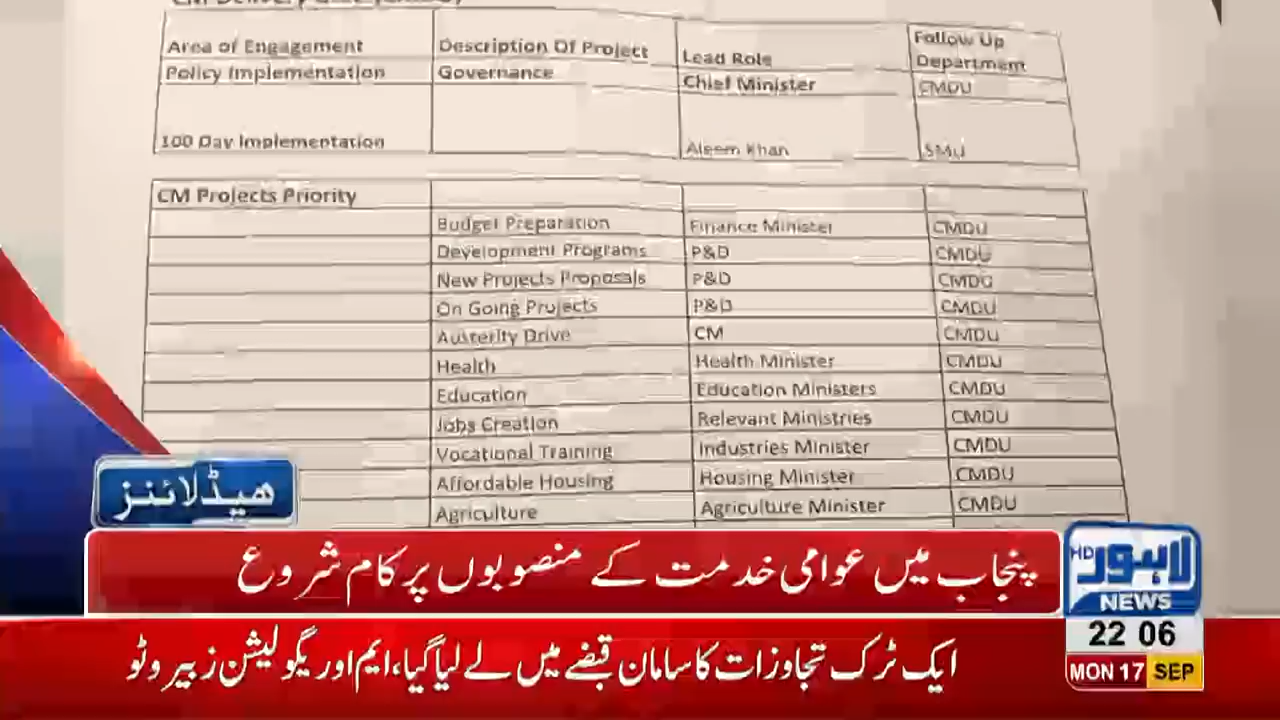 Area of Engagement Description Of Project Lead Role Follow Up Department
Policy Implementation Governance Chief Minister CMDU
100 Day Implementation Aleem Khan SMU
CM Projects Priority
Budget Preparation Finance Minister CMDU
Development Programs P&D CMDU
New Projects Proposals P&D CMDU
On Going Projects P&D CMDU
Austerity Drive CM CMDU
Health Health Minister CMDU
Education Education Ministers CMDU
Jobs Creation Relevant Ministries CMDU
Vocational Training Industries Minister CMDU
Affordable Housing Housing Minister CMDU
Agriculture Agriculture Minister CMDU
ہیڈلائنز
پنجاب میں عوامی خدمت کے منصوبوں پر کام شروع
HD لاہور
NEWS
22 06
MON 17 SEP
ایک ٹرک تجاوزات کا سامان قبضے میں لے لیا گیا، ایم اور ریگولیشن زبیر وٹو